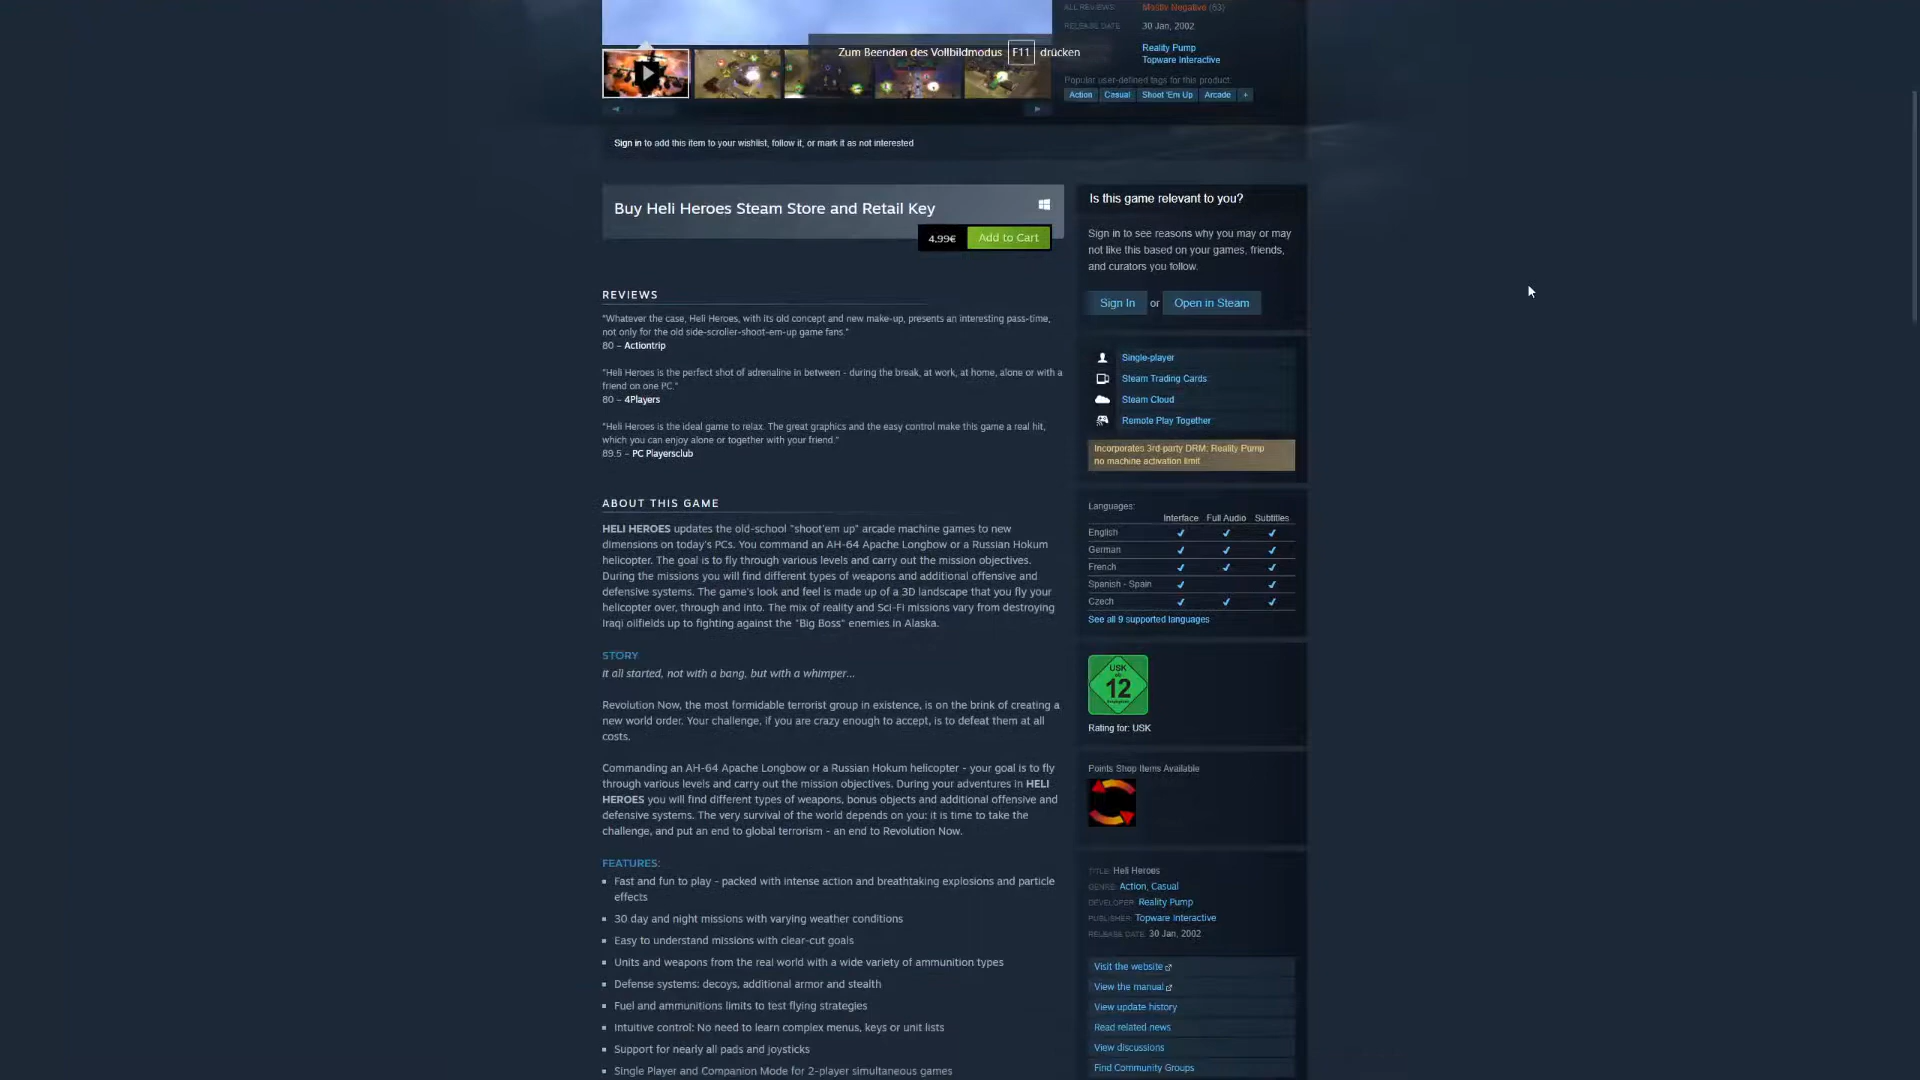 ALL REVIEWS: Mostly Negative (63)
RELEASE DATE: 30 Jan, 2002
Zum Beenden des Vollbildmodus F11 drücken
Reality Pump
Topware Interactive
Popular user-defined tags for this product:
Action Casual Shoot 'Em Up Arcade +
Sign in to add this item to your wishlist, follow it, or mark it as not interested
Buy Heli Heroes Steam Store and Retail Key
4,99€ Add to Cart
REVIEWS
"Whatever the case, Heli Heroes, with its old concept and new make-up, presents an interesting pass-time,
not only for the old side-scroller-shoot-em-up game fans."
80 – Actiontrip
"Heli Heroes is the perfect shot of adrenaline in between - during the break, at work, at home, alone or with a
friend on one PC."
80 – 4Players
"Heli Heroes is the ideal game to relax. The great graphics and the easy control make this game a real hit,
which you can enjoy alone or together with your friend."
89.5 – PC Playersclub
ABOUT THIS GAME
HELI HEROES updates the old-school "shoot'em up" arcade machine games to new
dimensions on today's PCs. You command an AH-64 Apache Longbow or a Russian Hokum
helicopter. The goal is to fly through various levels and carry out the mission objectives.
During the missions you will find different types of weapons and additional offensive and
defensive systems. The game's look and feel is made up of a 3D landscape that you fly your
helicopter over, through and into. The mix of reality and Sci-Fi missions vary from destroying
Iraqi oilfields up to fighting against the "Big Boss" enemies in Alaska.
STORY
It all started, not with a bang, but with a whimper...
Revolution Now, the most formidable terrorist group in existence, is on the brink of creating a
new world order. Your challenge, if you are crazy enough to accept, is to defeat them at all
costs.
Commanding an AH-64 Apache Longbow or a Russian Hokum helicopter - your goal is to fly
through various levels and carry out the mission objectives. During your adventures in HELI
HEROES you will find different types of weapons, bonus objects and additional offensive and
defensive systems. The very survival of the world depends on you: it is time to take the
challenge, and put an end to global terrorism - an end to Revolution Now.
FEATURES:
Fast and fun to play - packed with intense action and breathtaking explosions and particle
effects
30 day and night missions with varying weather conditions
Easy to understand missions with clear-cut goals
Units and weapons from the real world with a wide variety of ammunition types
Defense systems: decoys, additional armor and stealth
Fuel and ammunitions limits to test flying strategies
Intuitive control: No need to learn complex menus, keys or unit lists
Support for nearly all pads and joysticks
Single Player and Companion Mode for 2-player simultaneous games
Is this game relevant to you?
Sign in to see reasons why you may or may
not like this based on your games, friends,
and curators you follow.
Sign In or Open in Steam
Single-player
Steam Trading Cards
Steam Cloud
Remote Play Together
Incorporates 3rd-party DRM: Reality Pump
no machine activation limit
Languages:
Interface Full Audio Subtitles
English ✔ ✔ ✔
German ✔ ✔ ✔
French ✔ ✔ ✔
Spanish - Spain ✔ ✔
Czech ✔ ✔ ✔
See all 9 supported languages
USK
ab
12
Rating for: USK
Points Shop Items Available
TITLE: Heli Heroes
GENRE: Action, Casual
DEVELOPER: Reality Pump
PUBLISHER: Topware Interactive
RELEASE DATE: 30 Jan, 2002
Visit the website
View the manual
View update history
Read related news
View discussions
Find Community Groups